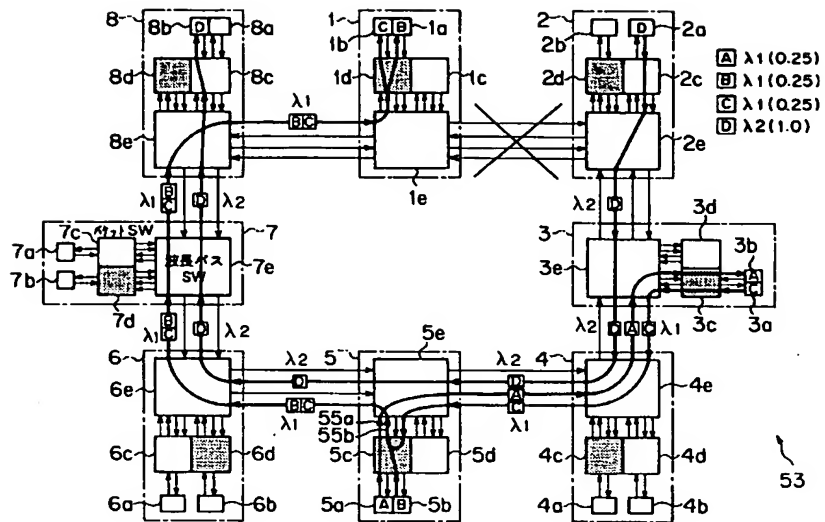 8 8b D 8a 1 C B 1a 2 D 2a
1b 2b
8d 8c 1d 1c 2d 2c
A λ1(0.25)
B λ1(0.25)
C λ1(0.25)
D λ2(1.0)
λ1 B C
8e 1e 2e
λ1 B C D λ2 λ2 D
7c パケットSW 7 3d
7a 3 3b
7b 波長パスSW 7e 3e A C
7d 3c 3a
λ1 B C D λ2 λ2 D A C λ1
6 5 5e 4
6e λ2 D λ2 D 4e
A
B C C
λ1 55a λ1
55b
6c 6d 5c 5d 4c 4d
6a 6b 5a A B 5b 4a 4b
53